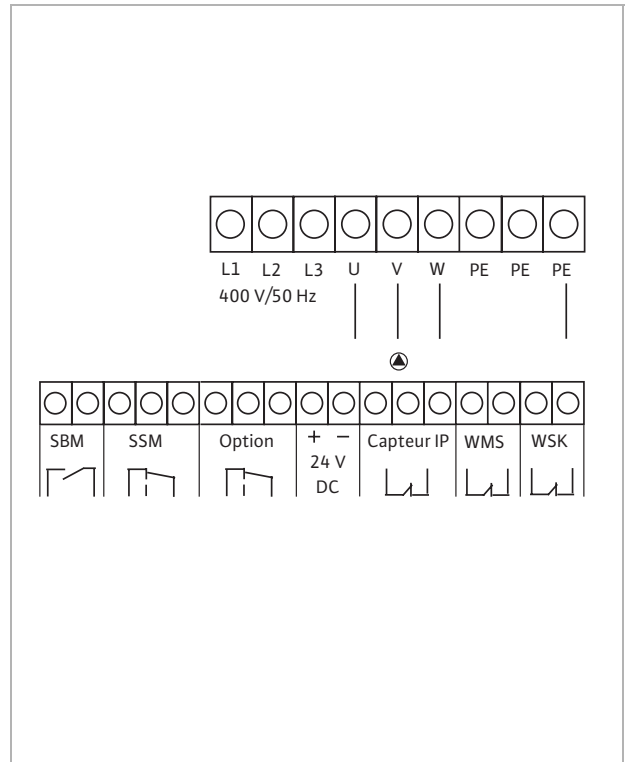 L1 L2 L3 U V W PE PE PE
400 V/50 Hz
SBM SSM Option + − Capteur IP WMS WSK
24 V
DC